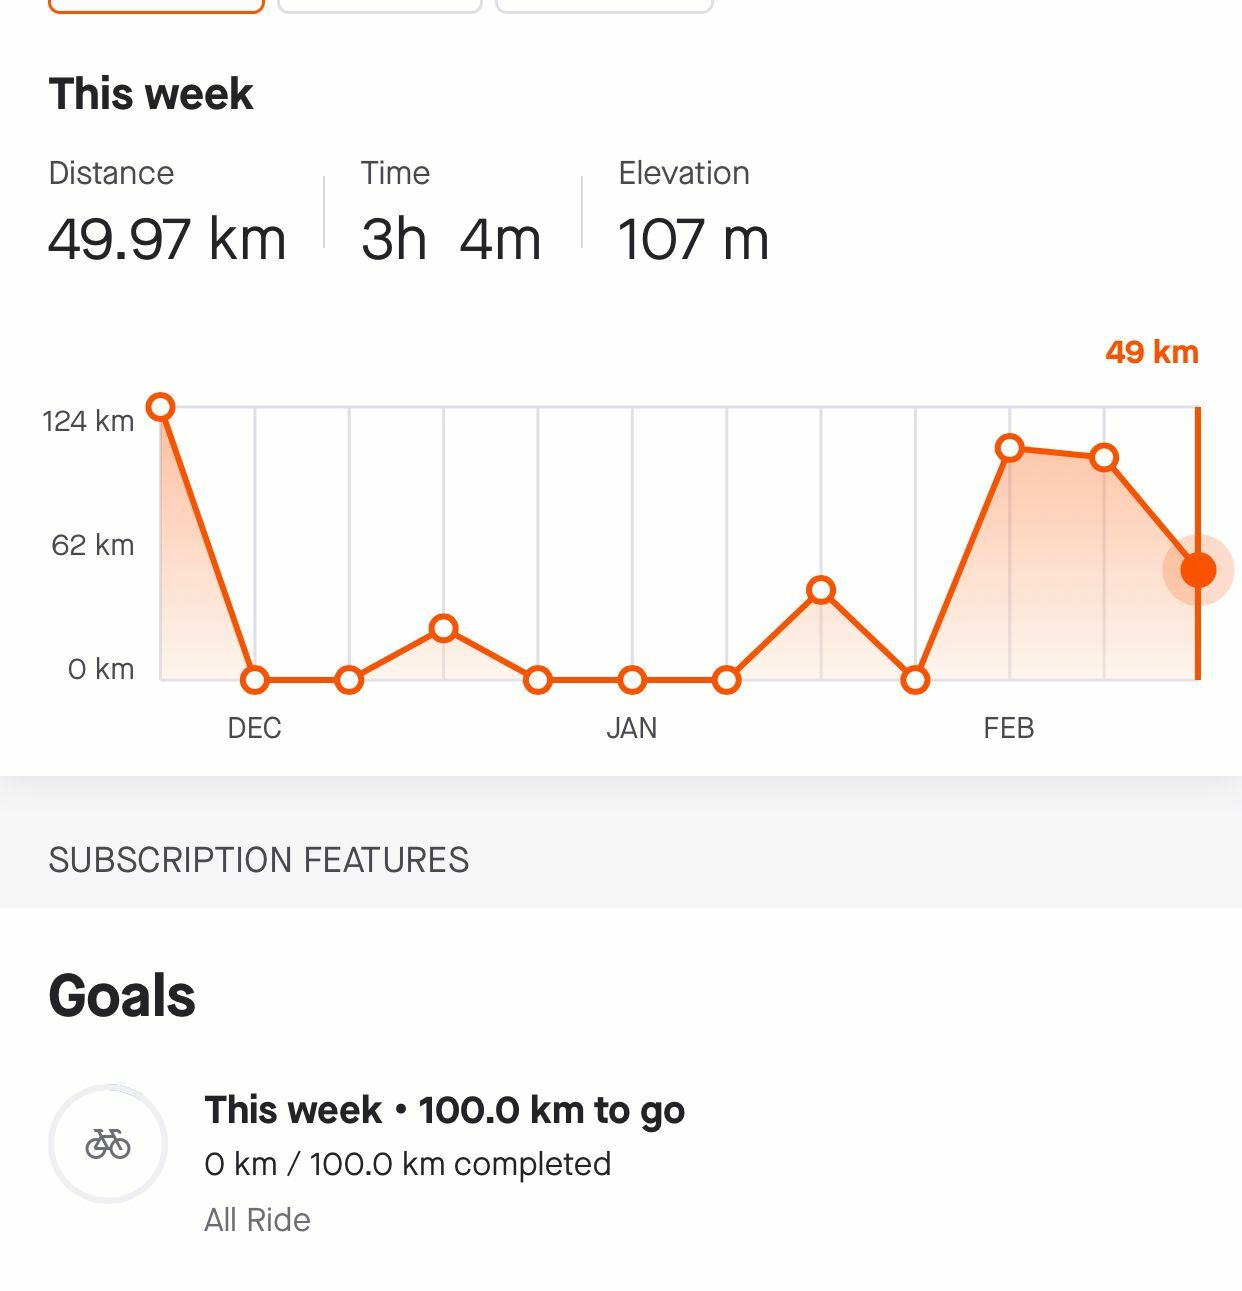 This week
Distance Time Elevation
49.97 km 3h 4m 107 m
49 km
124 km
62 km
0 km
DEC JAN FEB
SUBSCRIPTION FEATURES
Goals
This week • 100.0 km to go
0 km / 100.0 km completed
All Ride